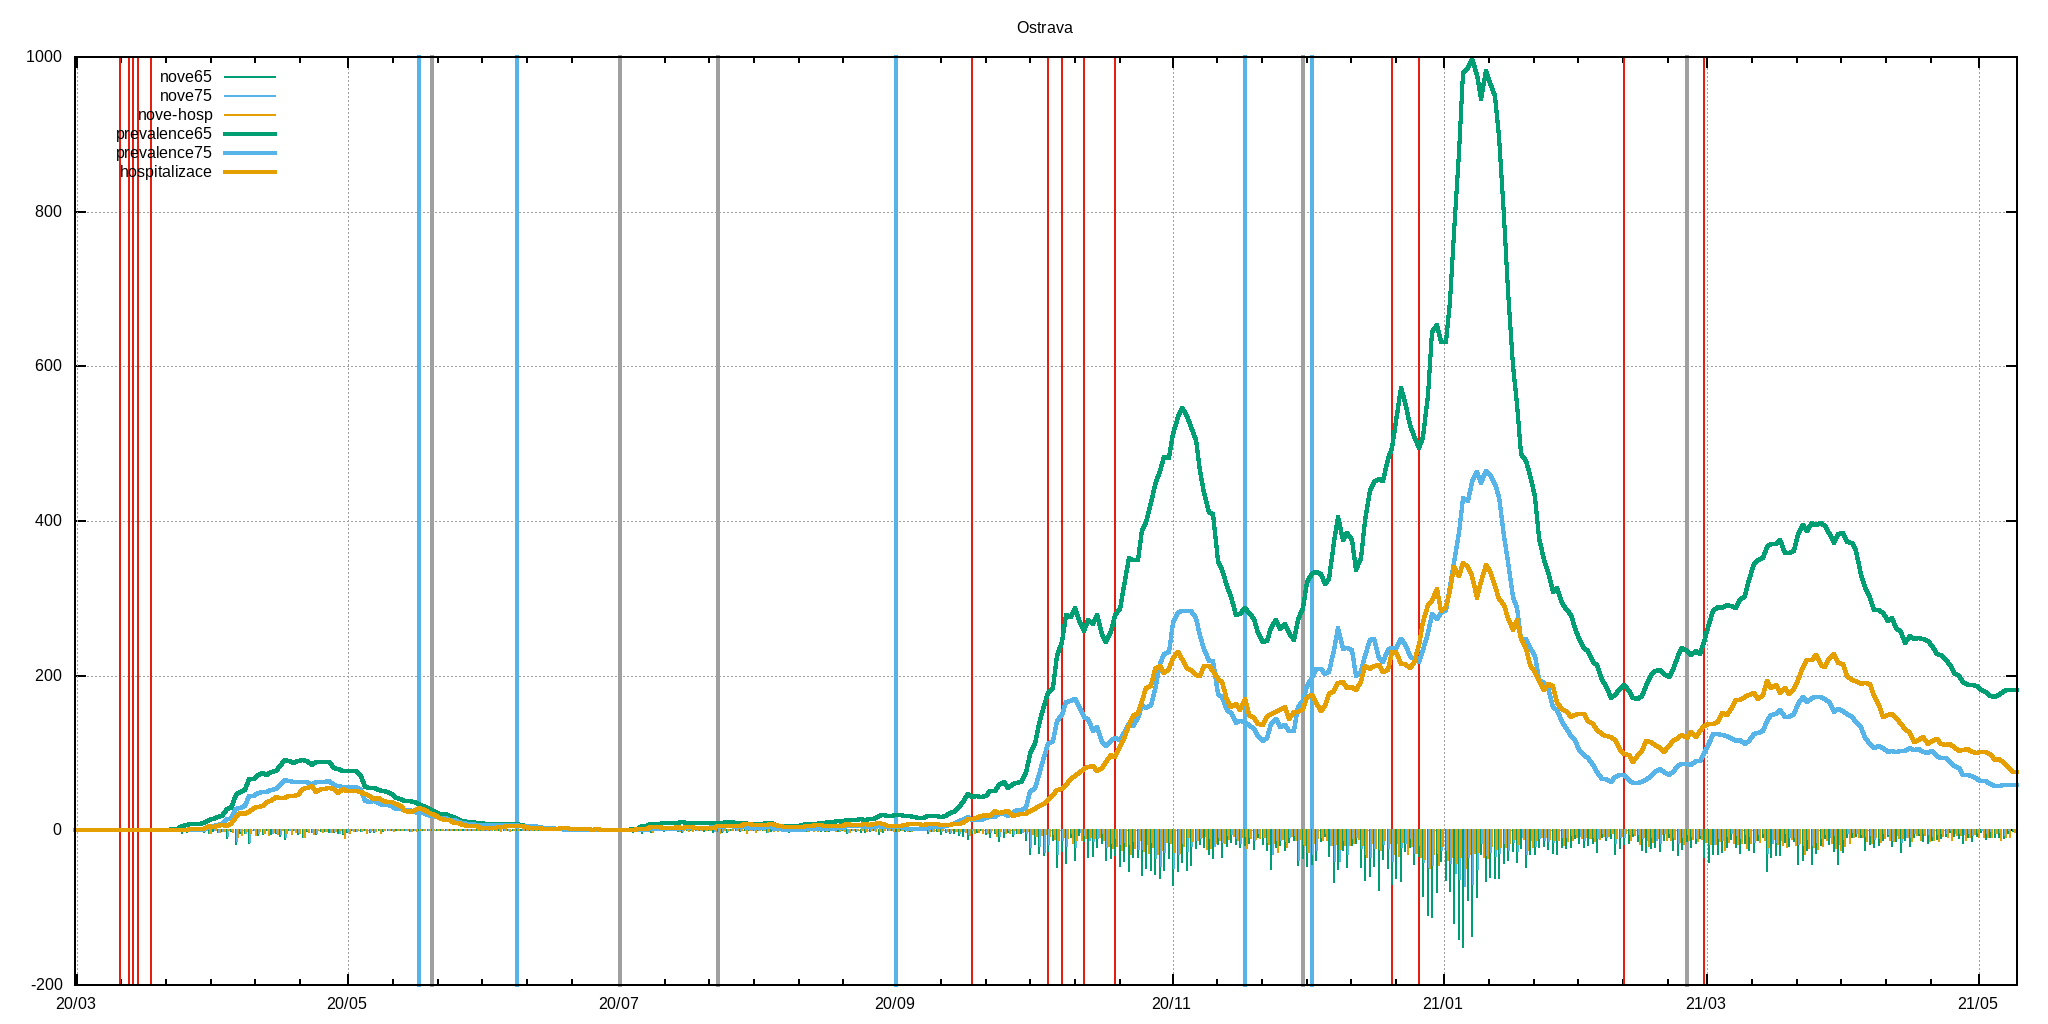 Ostrava
1000
nove65
nove75
nove-hosp
prevalence65
prevalence75
hospitalizace
800
600
400
200
0
-200
20/03 20/05 20/07 20/09 20/11 21/01 21/03 21/05